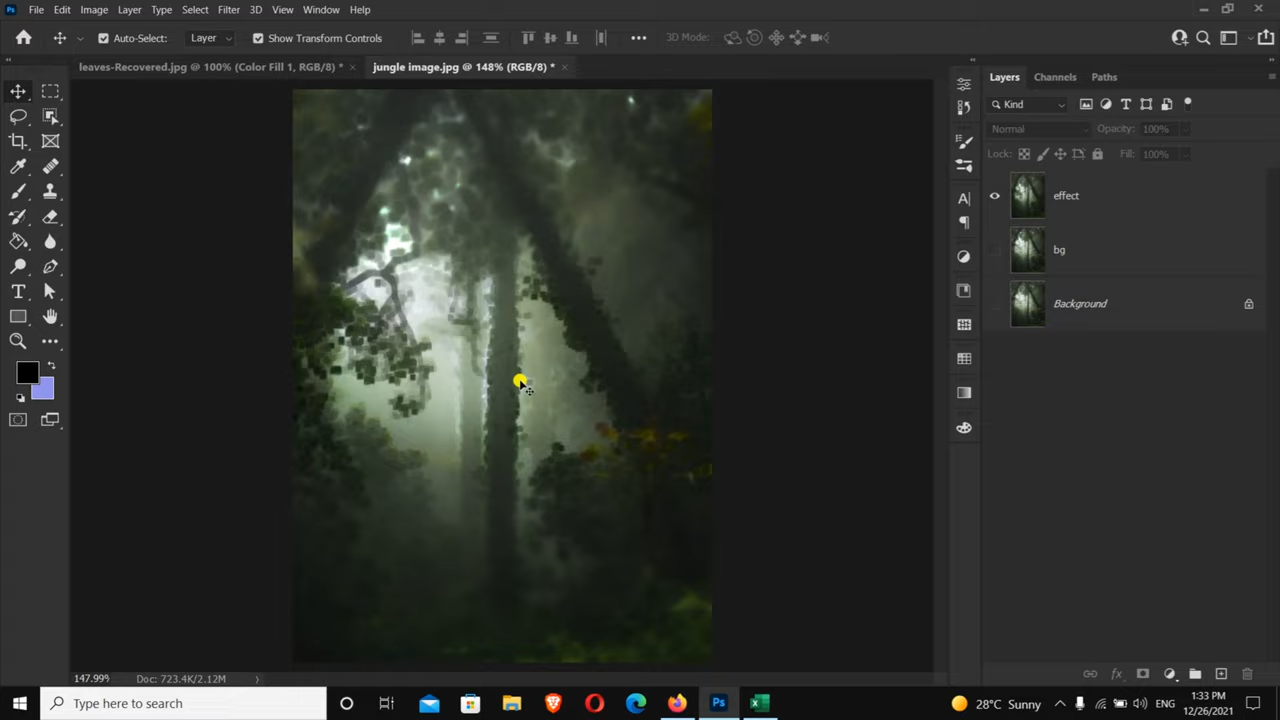 Ps File Edit Image Layer Type Select Filter 3D View Window Help
Auto-Select: Layer Show Transform Controls 3D Mode:
leaves-Recovered.jpg @ 100% (Color Fill 1, RGB/8) * jungle image.jpg @ 148% (RGB/8) *
Layers Channels Paths
Kind
Normal Opacity: 100%
Lock: Fill: 100%
effect
bg
Background
147.99% Doc: 723.4K/2.12M
Type here to search Ps 28°C Sunny ENG 1:33 PM
12/26/2021